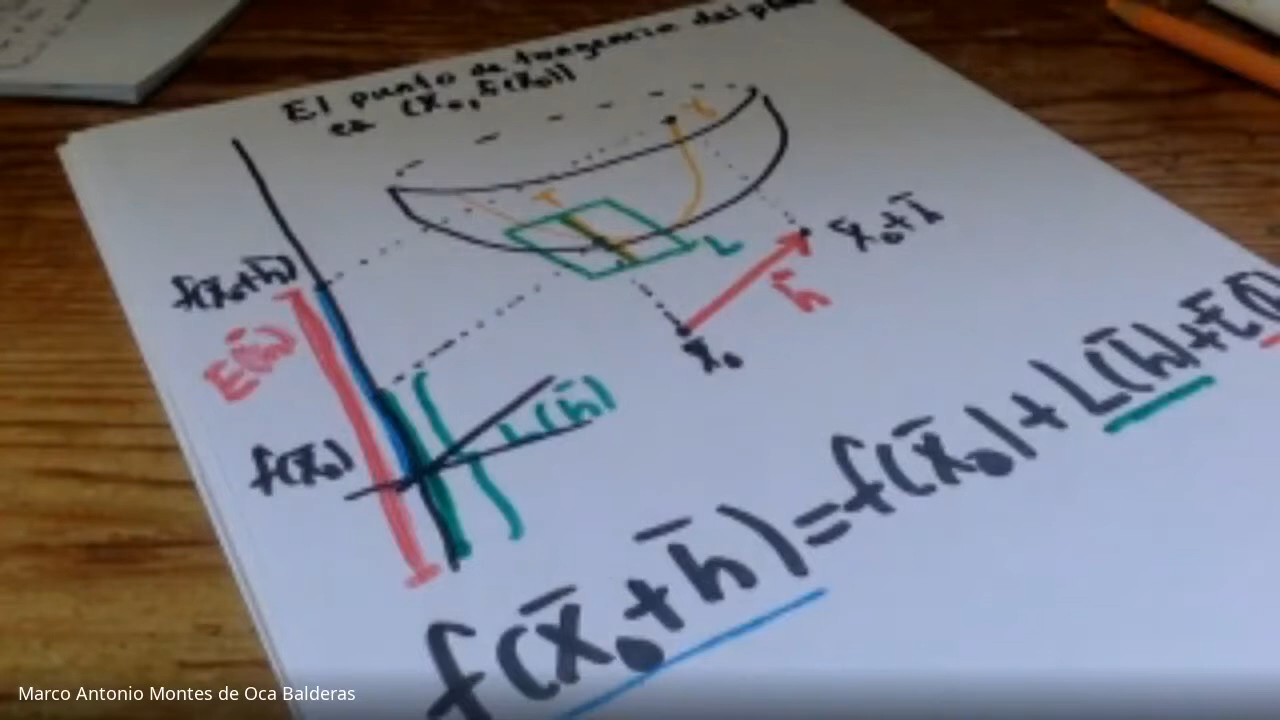 El punto de tangencia del plano
es (x̄₀, f(x̄₀))
γ
T
L
x̄₀+h̄
h̄
x̄₀
f(x̄₀+h̄)
E(h̄)
L(h̄)
f(x̄₀)
f(x̄₀+h̄)=f(x̄₀)+L(h̄)+E(h̄
Marco Antonio Montes de Oca Balderas